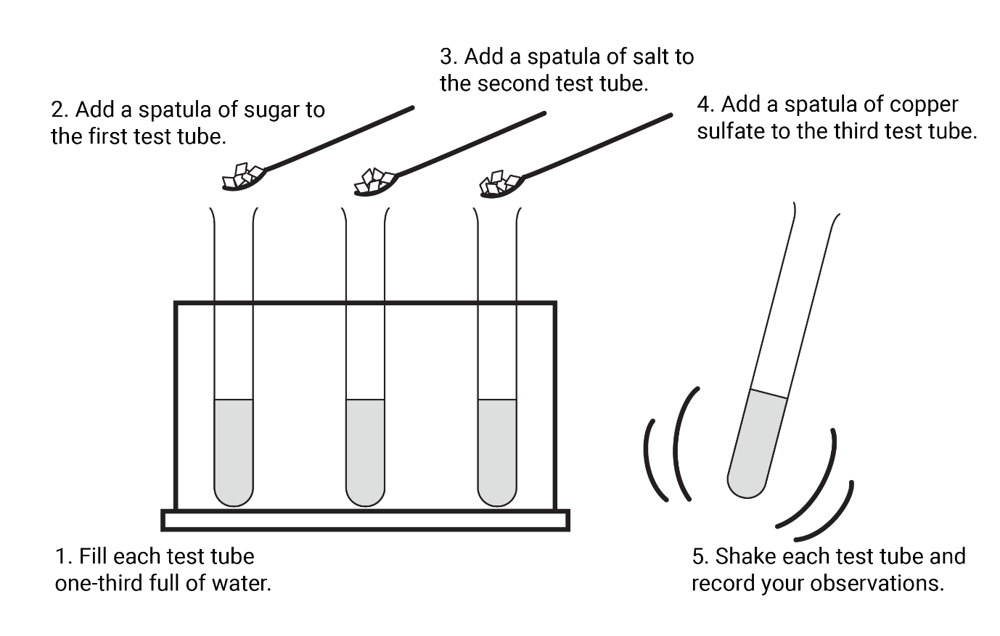 1. Fill each test tube
one-third full of water.
2. Add a spatula of sugar to
the first test tube.
3. Add a spatula of salt to
the second test tube.
4. Add a spatula of copper
sulfate to the third test tube.
5. Shake each test tube and
record your observations.